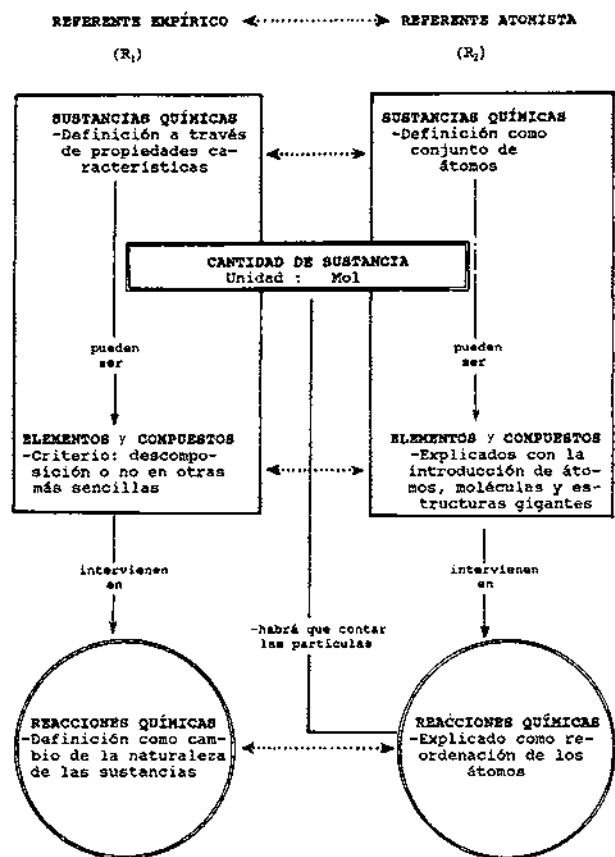 REFERENTE EMPÍRICO
(R₁)
REFERENTE ATOMISTA
(R₂)
SUSTANCIAS QUÍMICAS
-Definición a través
de propiedades ca-
racterísticas
SUSTANCIAS QUÍMICAS
-Definición como
conjunto de
átomos
CANTIDAD DE SUSTANCIA
Unidad : Mol
pueden
ser
pueden
ser
ELEMENTOS y COMPUESTOS
-Criterio: descompo-
sición o no en otras
más sencillas
ELEMENTOS y COMPUESTOS
-Explicados con la
introducción de áto-
mos, moléculas y es-
tructuras gigantes
intervienen
en
intervienen
en
-habrá que contar
las partículas
REACCIONES QUÍMICAS
-Definición como cam-
bio de la naturaleza
de las sustancias
REACCIONES QUÍMICAS
-Explicado como re-
ordenación de los
átomos